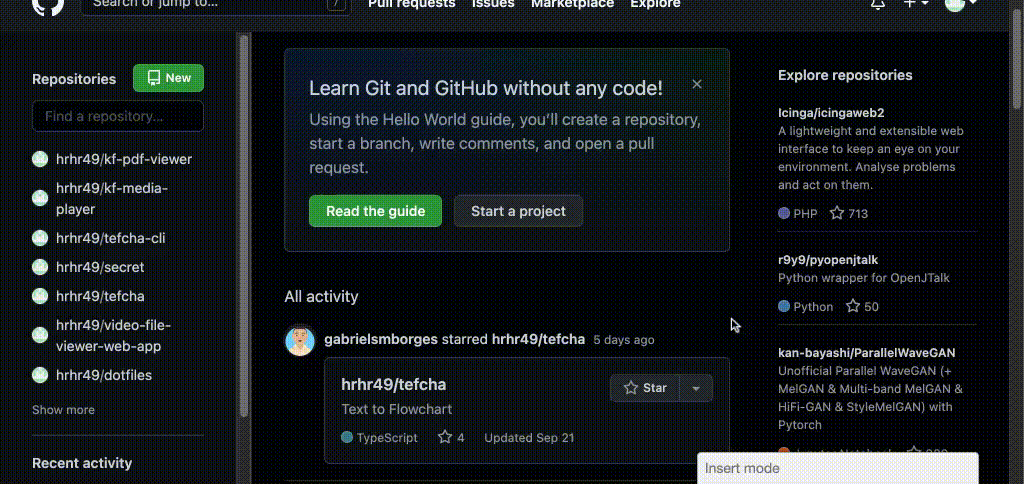 Search or jump to...
/
Pull requests
Issues
Marketplace
Explore
Repositories
New
Find a repository...
hrhr49/kf-pdf-viewer
hrhr49/kf-media-
player
hrhr49/tefcha-cli
hrhr49/secret
hrhr49/tefcha
hrhr49/video-file-
viewer-web-app
hrhr49/dotfiles
Show more
Recent activity
Learn Git and GitHub without any code!
Using the Hello World guide, you’ll create a repository,
start a branch, write comments, and open a pull
request.
Read the guide
Start a project
All activity
gabrielsmborges starred hrhr49/tefcha 5 days ago
hrhr49/tefcha
Star
Text to Flowchart
TypeScript
4
Updated Sep 21
Explore repositories
Icinga/icingaweb2
A lightweight and extensible web
interface to keep an eye on your
environment. Analyse problems
and act on them.
PHP
713
r9y9/pyopenjtalk
Python wrapper for OpenJTalk
Python
50
kan-bayashi/ParallelWaveGAN
Unofficial Parallel WaveGAN (+
MelGAN & Multi-band MelGAN &
HiFi-GAN & StyleMelGAN) with
Pytorch
Insert mode